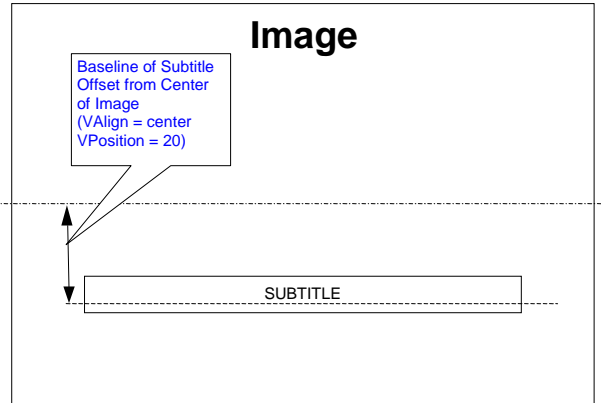 Image
Baseline of Subtitle
Offset from Center
of Image
(VAlign = center
VPosition = 20)
SUBTITLE